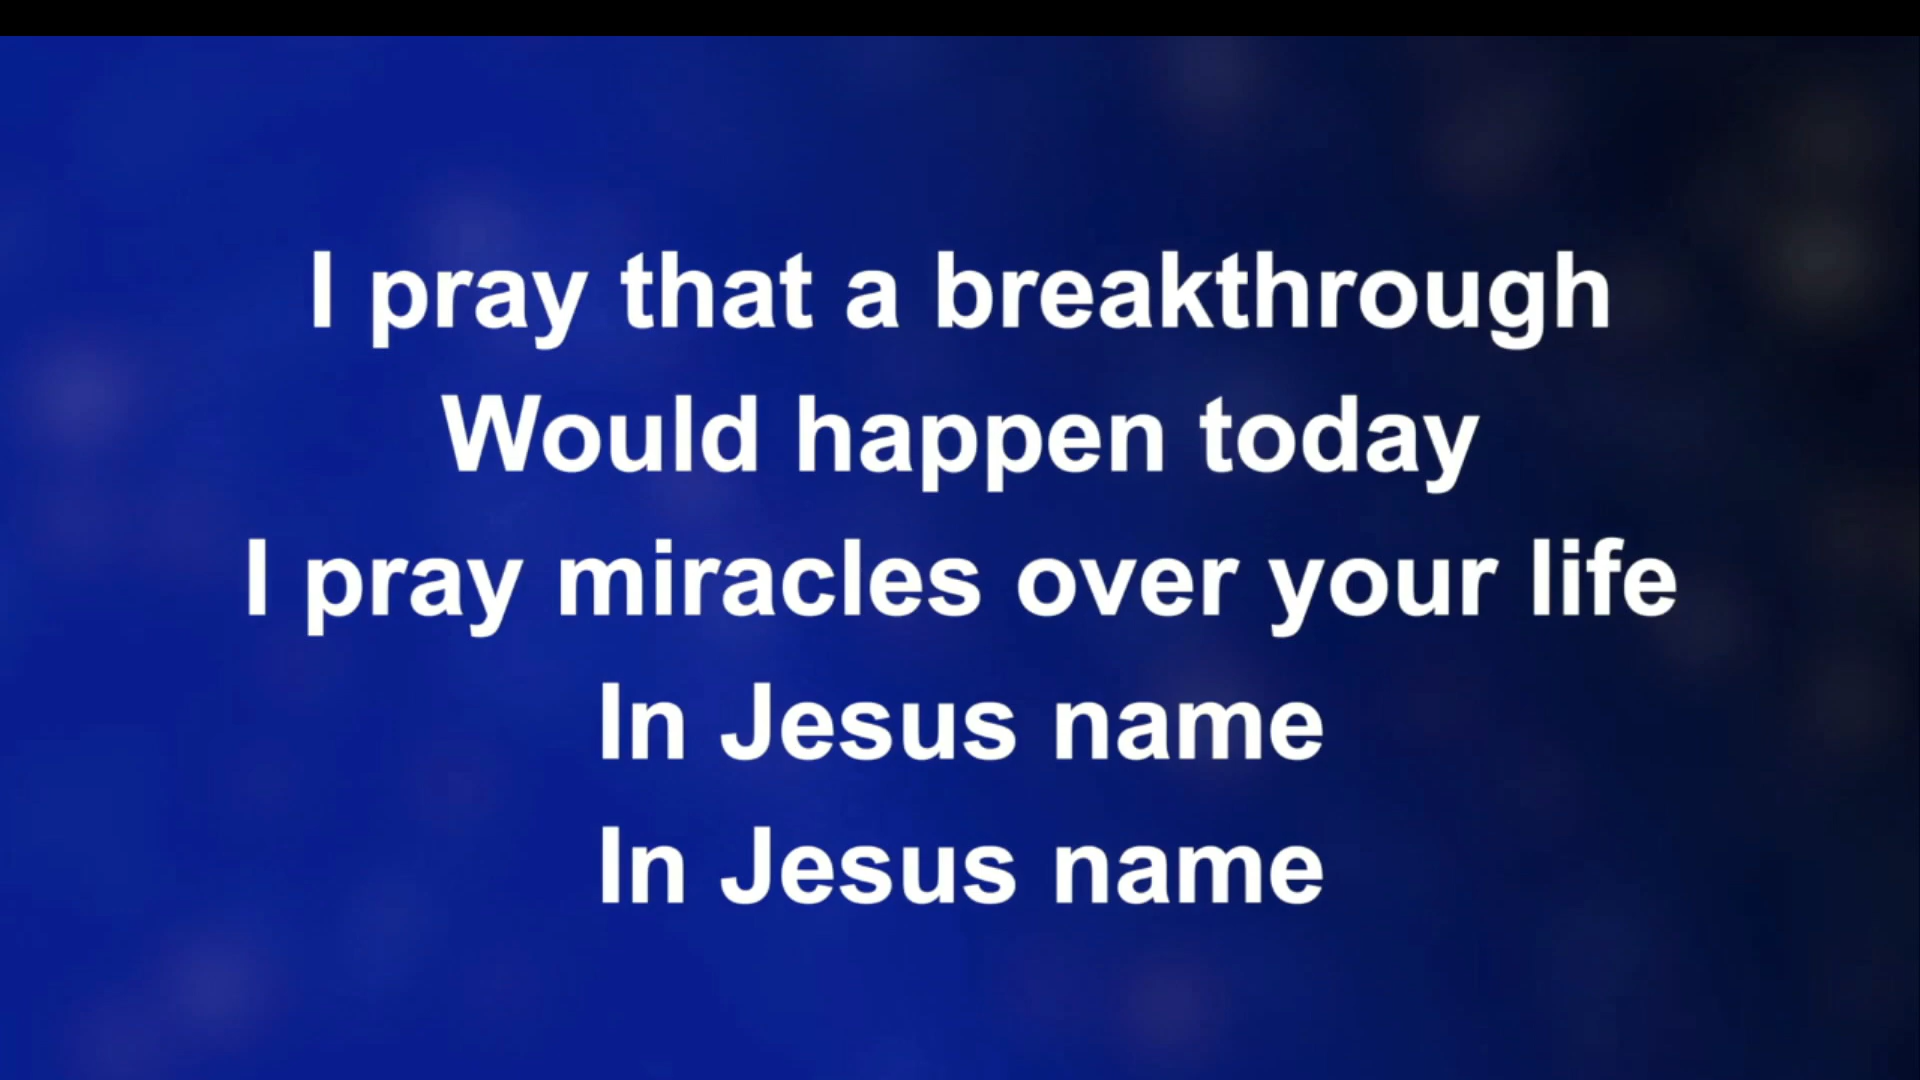 I pray that a breakthrough
Would happen today
I pray miracles over your life
In Jesus name
In Jesus name